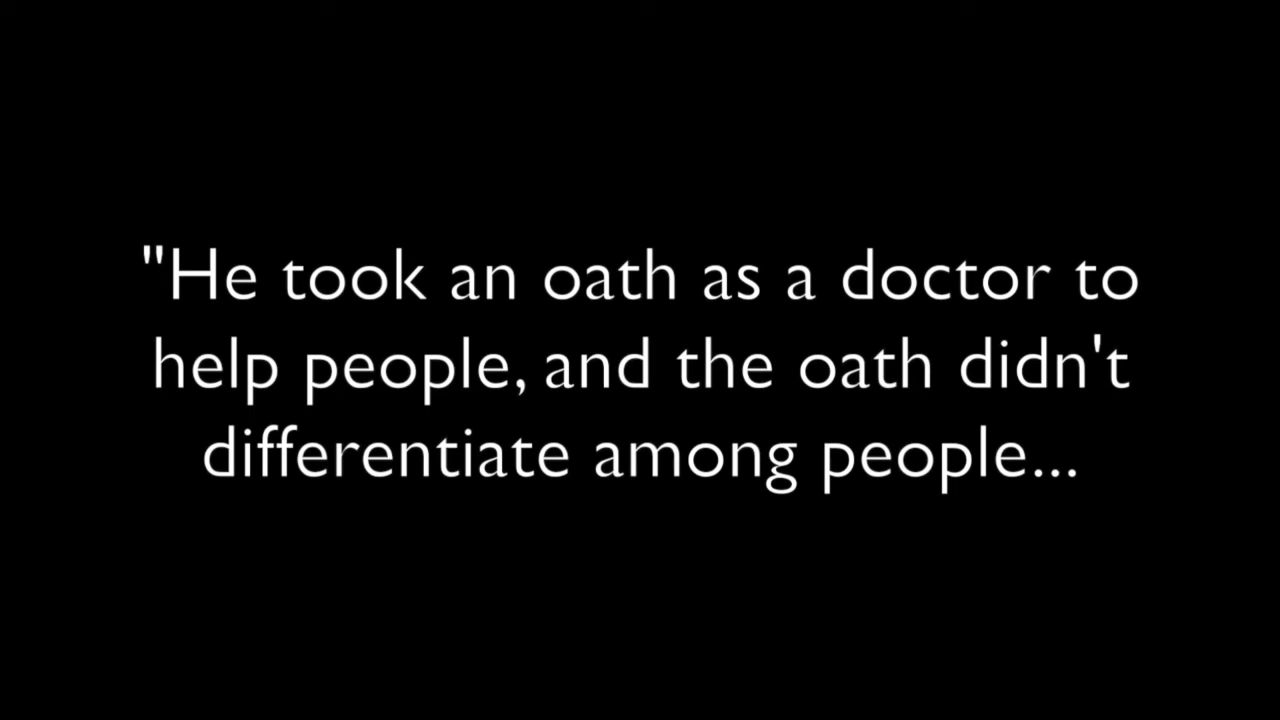 "He took an oath as a doctor to
help people, and the oath didn't
differentiate among people...